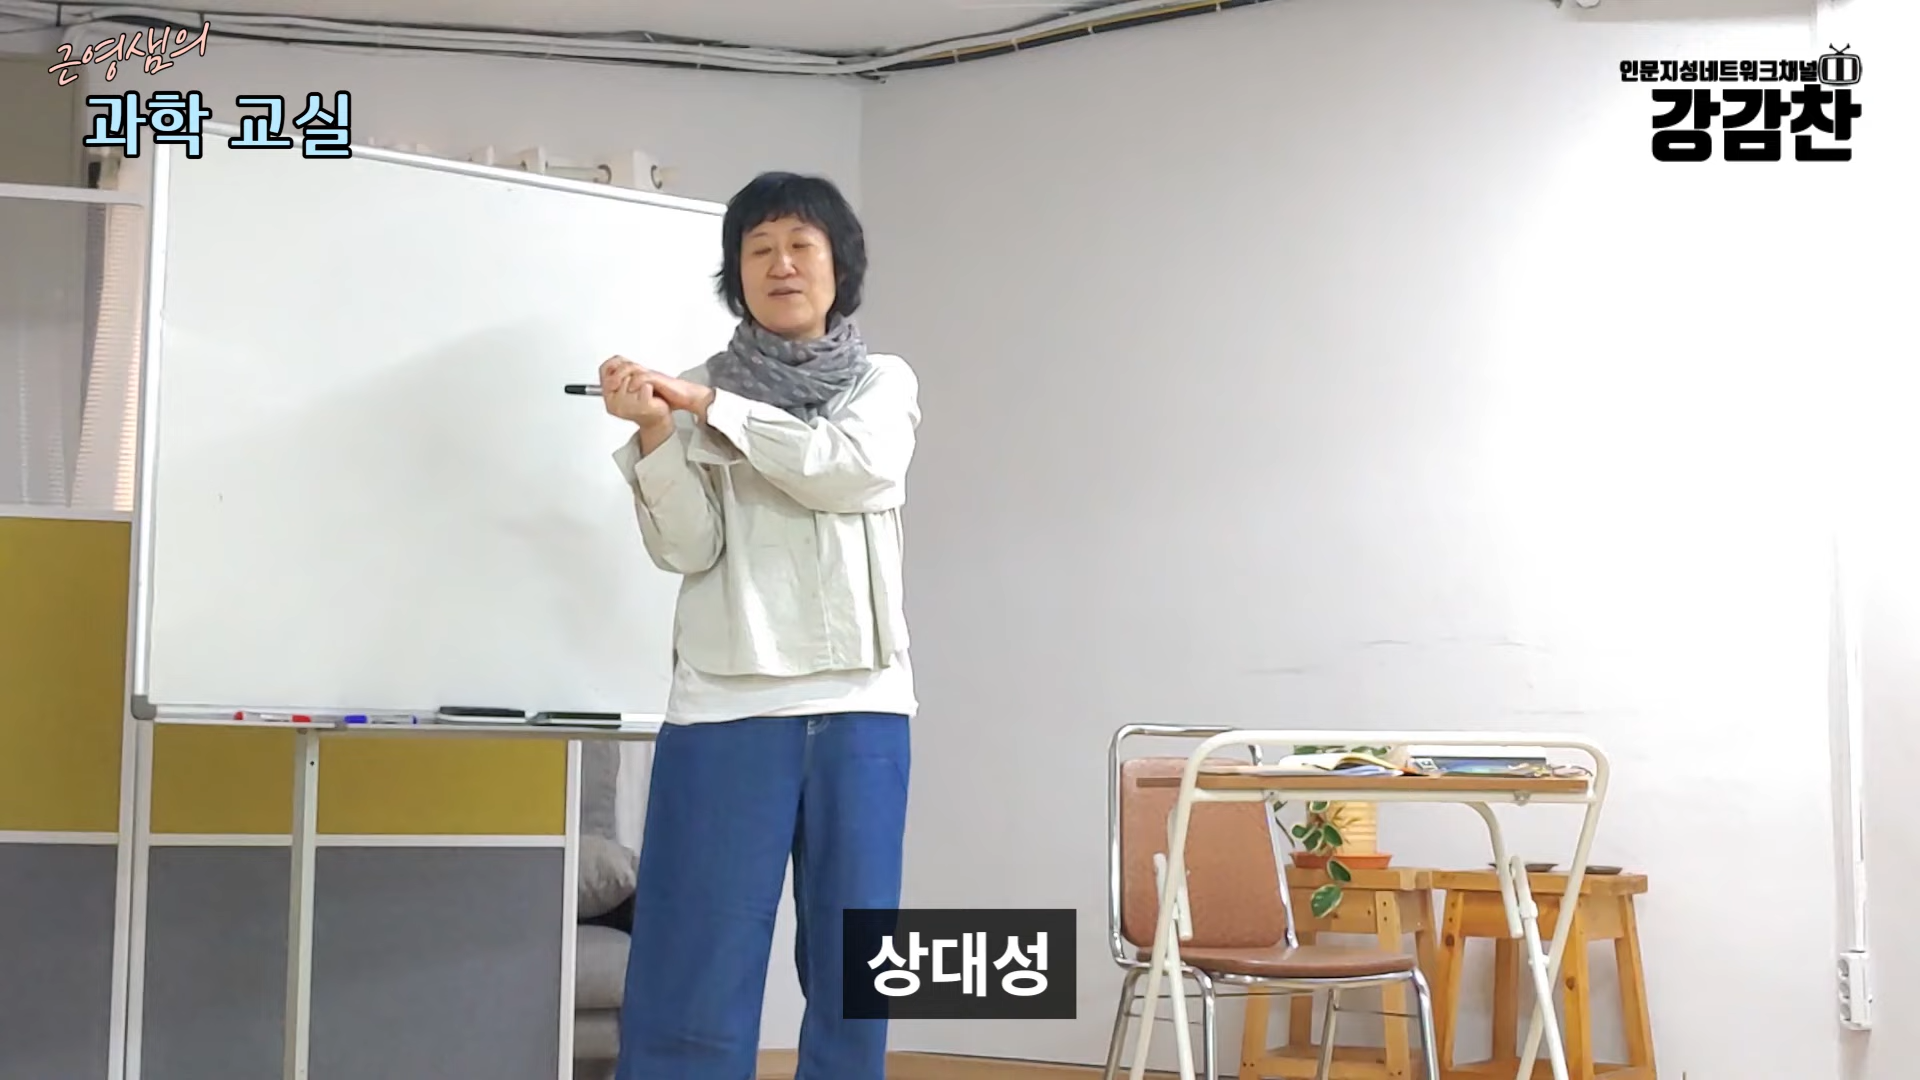 근영샘의
과학 교실
인문지성네트워크채널
강감찬
상대성